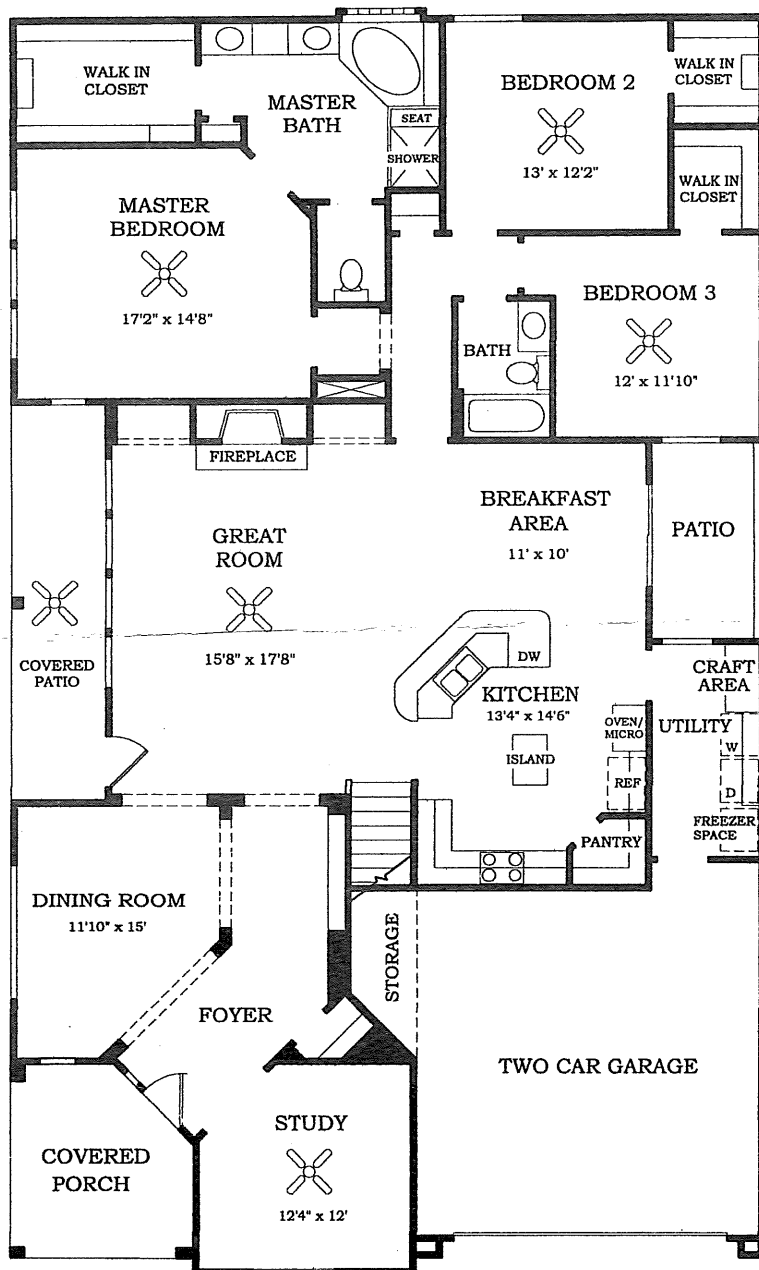 WALK IN
CLOSET
MASTER
BATH
SEAT
SHOWER
BEDROOM 2
13' x 12'2"
WALK IN
CLOSET
WALK IN
CLOSET
MASTER
BEDROOM
17'2" x 14'8"
BEDROOM 3
12' x 11'10"
BATH
FIREPLACE
GREAT
ROOM
15'8" x 17'8"
BREAKFAST
AREA
11' x 10'
PATIO
COVERED
PATIO
DW
KITCHEN
13'4" x 14'6"
ISLAND
OVEN/
MICRO
REF
PANTRY
CRAFT
AREA
UTILITY
W
D
FREEZER
SPACE
DINING ROOM
11'10" x 15'
FOYER
STORAGE
TWO CAR GARAGE
STUDY
12'4" x 12'
COVERED
PORCH